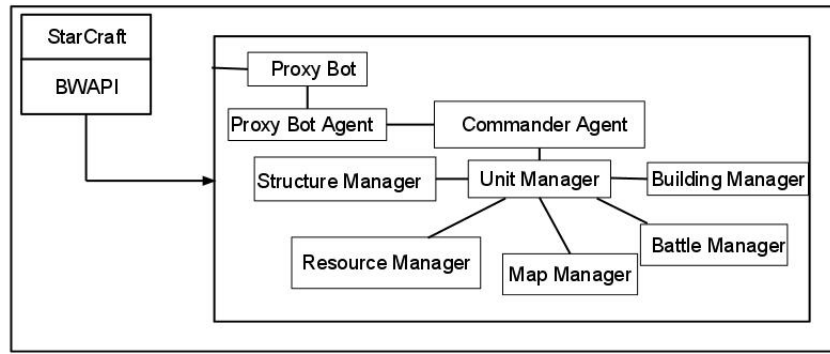 StarCraft
BWAPI
Proxy Bot
Proxy Bot Agent
Commander Agent
Structure Manager
Unit Manager
Building Manager
Resource Manager
Map Manager
Battle Manager